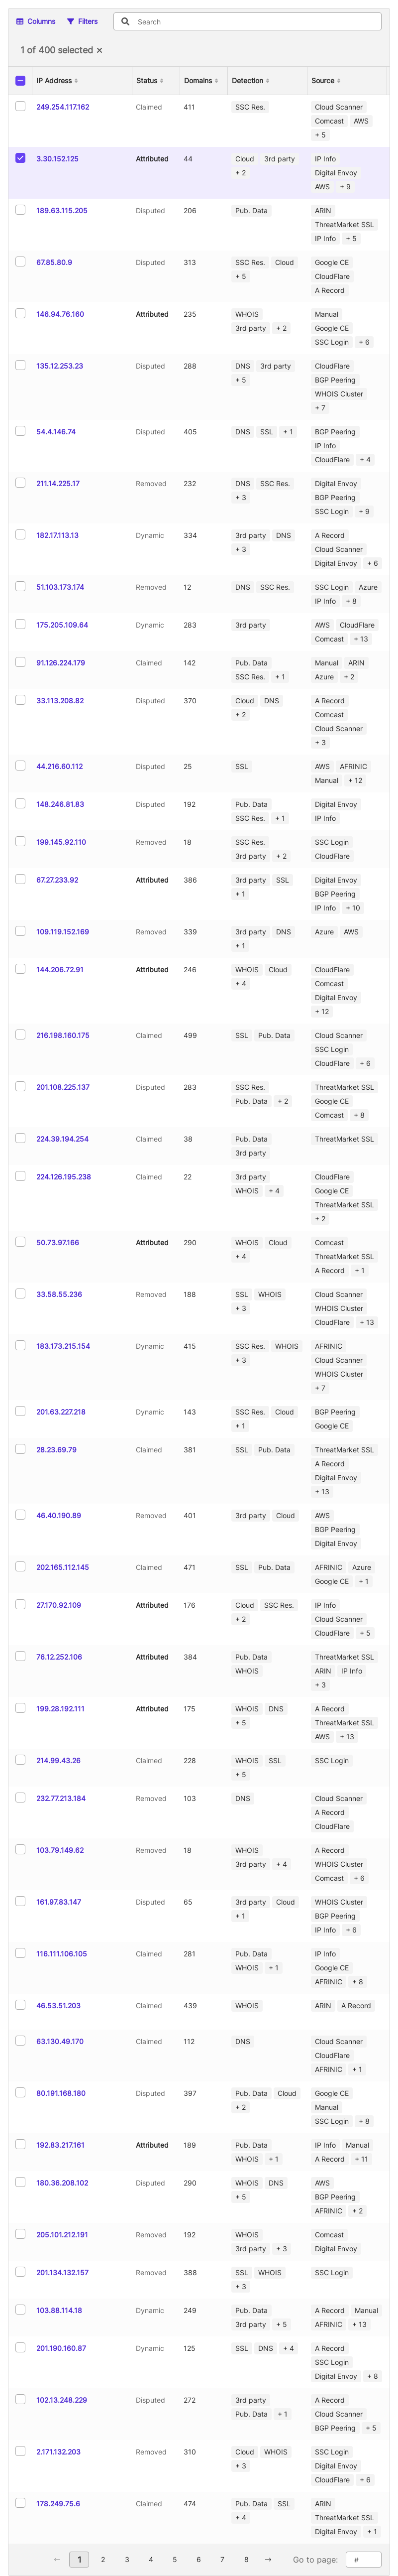 Columns Filters Search
1 of 400 selected ×
IP Address Status Domains Detection Source
249.254.117.162 Claimed 411 SSC Res. Cloud Scanner
Comcast AWS
+ 5
3.30.152.125 Attributed 44 Cloud 3rd party IP Info
+ 2 Digital Envoy
AWS + 9
189.63.115.205 Disputed 206 Pub. Data ARIN
ThreatMarket SSL
IP Info + 5
67.85.80.9 Disputed 313 SSC Res. Cloud Google CE
+ 5 CloudFlare
A Record
146.94.76.160 Attributed 235 WHOIS Manual
3rd party + 2 Google CE
SSC Login + 6
135.12.253.23 Disputed 288 DNS 3rd party CloudFlare
+ 5 BGP Peering
WHOIS Cluster
+ 7
54.4.146.74 Disputed 405 DNS SSL + 1 BGP Peering
IP Info
CloudFlare + 4
211.14.225.17 Removed 232 DNS SSC Res. Digital Envoy
+ 3 BGP Peering
SSC Login + 9
182.17.113.13 Dynamic 334 3rd party DNS A Record
+ 3 Cloud Scanner
Digital Envoy + 6
51.103.173.174 Removed 12 DNS SSC Res. SSC Login Azure
IP Info + 8
175.205.109.64 Dynamic 283 3rd party AWS CloudFlare
Comcast + 13
91.126.224.179 Claimed 142 Pub. Data Manual ARIN
SSC Res. + 1 Azure + 2
33.113.208.82 Disputed 370 Cloud DNS A Record
+ 2 Comcast
Cloud Scanner
+ 3
44.216.60.112 Disputed 25 SSL AWS AFRINIC
Manual + 12
148.246.81.83 Disputed 192 Pub. Data Digital Envoy
SSC Res. + 1 IP Info
199.145.92.110 Removed 18 SSC Res. SSC Login
3rd party + 2 CloudFlare
67.27.233.92 Attributed 386 3rd party SSL Digital Envoy
+ 1 BGP Peering
IP Info + 10
109.119.152.169 Removed 339 3rd party DNS Azure AWS
+ 1
144.206.72.91 Attributed 246 WHOIS Cloud CloudFlare
+ 4 Comcast
Digital Envoy
+ 12
216.198.160.175 Claimed 499 SSL Pub. Data Cloud Scanner
SSC Login
CloudFlare + 6
201.108.225.137 Disputed 283 SSC Res. ThreatMarket SSL
Pub. Data + 2 Google CE
Comcast + 8
224.39.194.254 Claimed 38 Pub. Data ThreatMarket SSL
3rd party
224.126.195.238 Claimed 22 3rd party CloudFlare
WHOIS + 4 Google CE
ThreatMarket SSL
+ 2
50.73.97.166 Attributed 290 WHOIS Cloud Comcast
+ 4 ThreatMarket SSL
A Record + 1
33.58.55.236 Removed 188 SSL WHOIS Cloud Scanner
+ 3 WHOIS Cluster
CloudFlare + 13
183.173.215.154 Dynamic 415 SSC Res. WHOIS AFRINIC
+ 3 Cloud Scanner
WHOIS Cluster
+ 7
201.63.227.218 Dynamic 143 SSC Res. Cloud BGP Peering
+ 1 Google CE
28.23.69.79 Claimed 381 SSL Pub. Data ThreatMarket SSL
A Record
Digital Envoy
+ 13
46.40.190.89 Removed 401 3rd party Cloud AWS
BGP Peering
Digital Envoy
202.165.112.145 Claimed 471 SSL Pub. Data AFRINIC Azure
Google CE + 1
27.170.92.109 Attributed 176 Cloud SSC Res. IP Info
+ 2 Cloud Scanner
CloudFlare + 5
76.12.252.106 Attributed 384 Pub. Data ThreatMarket SSL
WHOIS ARIN IP Info
+ 3
199.28.192.111 Attributed 175 WHOIS DNS A Record
+ 5 ThreatMarket SSL
AWS + 13
214.99.43.26 Claimed 228 WHOIS SSL SSC Login
+ 5
232.77.213.184 Removed 103 DNS Cloud Scanner
A Record
CloudFlare
103.79.149.62 Removed 18 WHOIS A Record
3rd party + 4 WHOIS Cluster
Comcast + 6
161.97.83.147 Disputed 65 3rd party Cloud WHOIS Cluster
+ 1 BGP Peering
IP Info + 6
116.111.106.105 Claimed 281 Pub. Data IP Info
WHOIS + 1 Google CE
AFRINIC + 8
46.53.51.203 Claimed 439 WHOIS ARIN A Record
63.130.49.170 Claimed 112 DNS Cloud Scanner
CloudFlare
AFRINIC + 1
80.191.168.180 Disputed 397 Pub. Data Cloud Google CE
+ 2 Manual
SSC Login + 8
192.83.217.161 Attributed 189 Pub. Data IP Info Manual
WHOIS + 1 A Record + 11
180.36.208.102 Disputed 290 WHOIS DNS AWS
+ 5 BGP Peering
AFRINIC + 2
205.101.212.191 Removed 192 WHOIS Comcast
3rd party + 3 Digital Envoy
201.134.132.157 Removed 388 SSL WHOIS SSC Login
+ 3
103.88.114.18 Dynamic 249 Pub. Data A Record Manual
3rd party + 5 AFRINIC + 13
201.190.160.87 Dynamic 125 SSL DNS + 4 A Record
SSC Login
Digital Envoy + 8
102.13.248.229 Disputed 272 3rd party A Record
Pub. Data + 1 Cloud Scanner
BGP Peering + 5
2.171.132.203 Removed 310 Cloud WHOIS SSC Login
+ 3 Digital Envoy
CloudFlare + 6
178.249.75.6 Claimed 474 Pub. Data SSL ARIN
+ 4 ThreatMarket SSL
Digital Envoy + 1
← 1 2 3 4 5 6 7 8 → Go to page: #